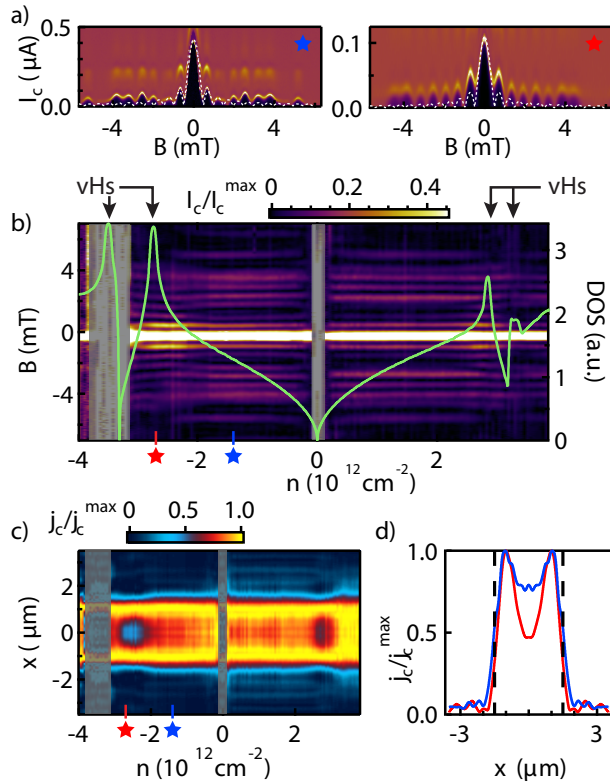 a)
0.5
0.0
I_c (μA)
-4 0 4
B (mT)
0.1
0.0
-4 0 4
B (mT)
vHs
I_c/I_c^max
0 0.2 0.4
vHs
b)
4
0
-4
B (mT)
3
2
1
0
DOS (a.u.)
-4 -2 0 2
n (10^12 cm^-2)
c)
j_c/j_c^max
0 0.5 1.0
2
0
-2
x (μm)
-4 -2 0 2
n (10^12 cm^-2)
d)
1.0
0.5
0.0
j_c/j_c^max
-3 3
x (μm)